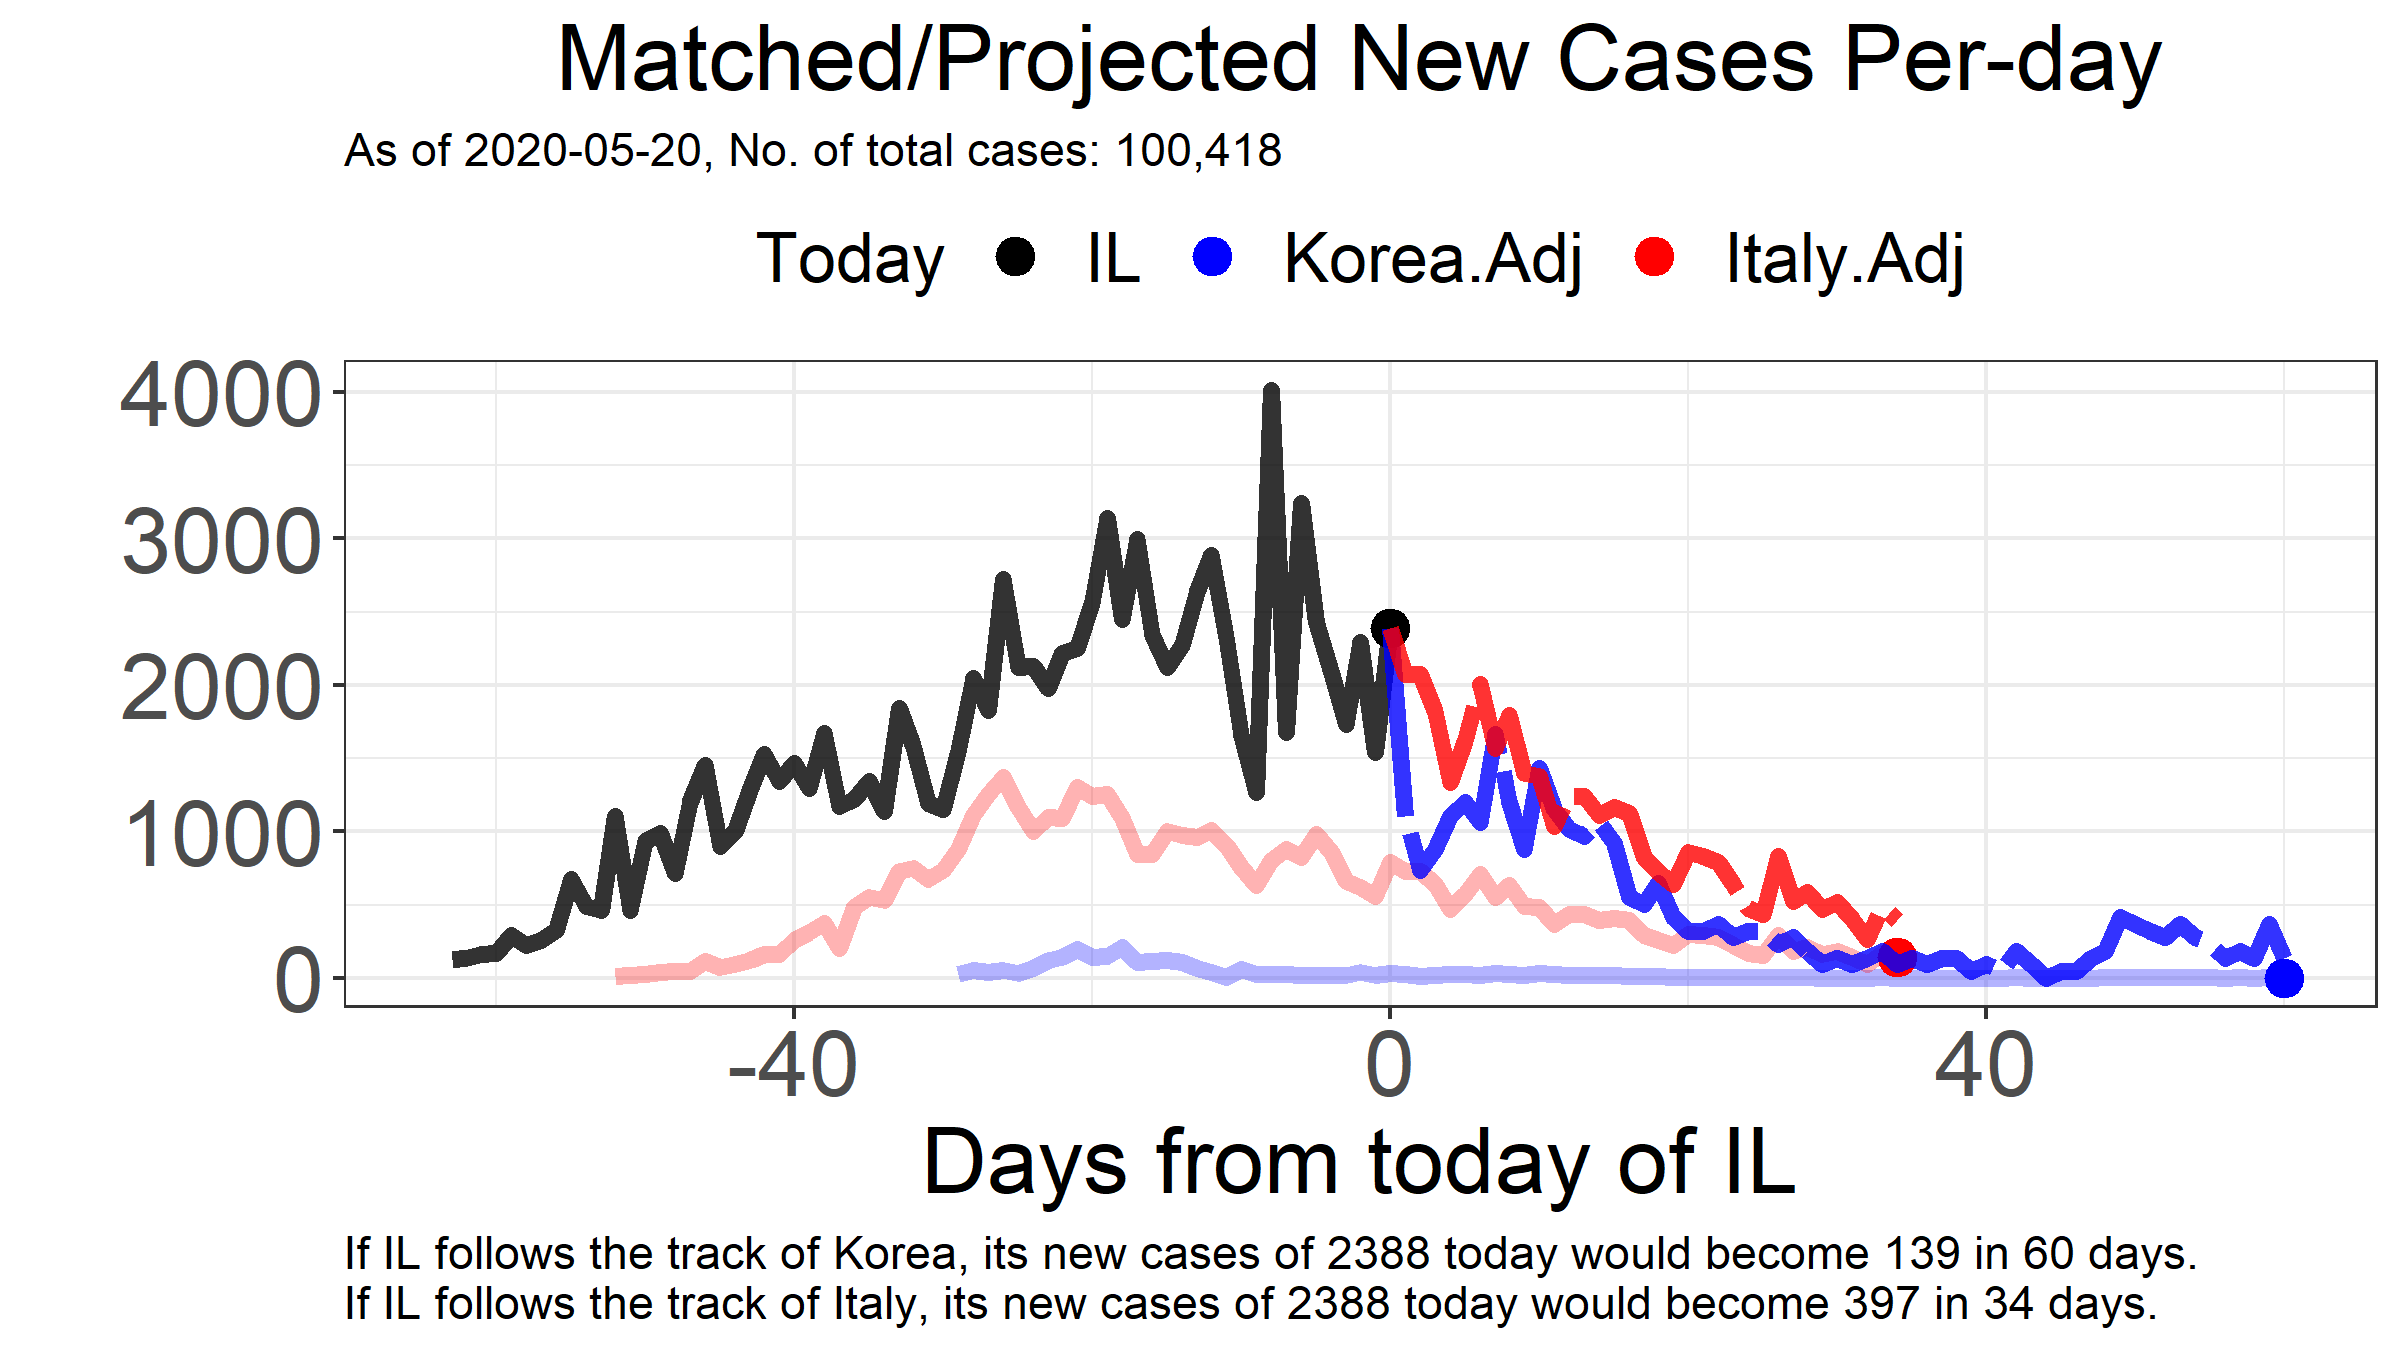 Matched/Projected New Cases Per-day
As of 2020-05-20, No. of total cases: 100,418
Today IL Korea.Adj Italy.Adj
4000
3000
2000
1000
0
-40 0 40
Days from today of IL
If IL follows the track of Korea, its new cases of 2388 today would become 139 in 60 days.
If IL follows the track of Italy, its new cases of 2388 today would become 397 in 34 days.